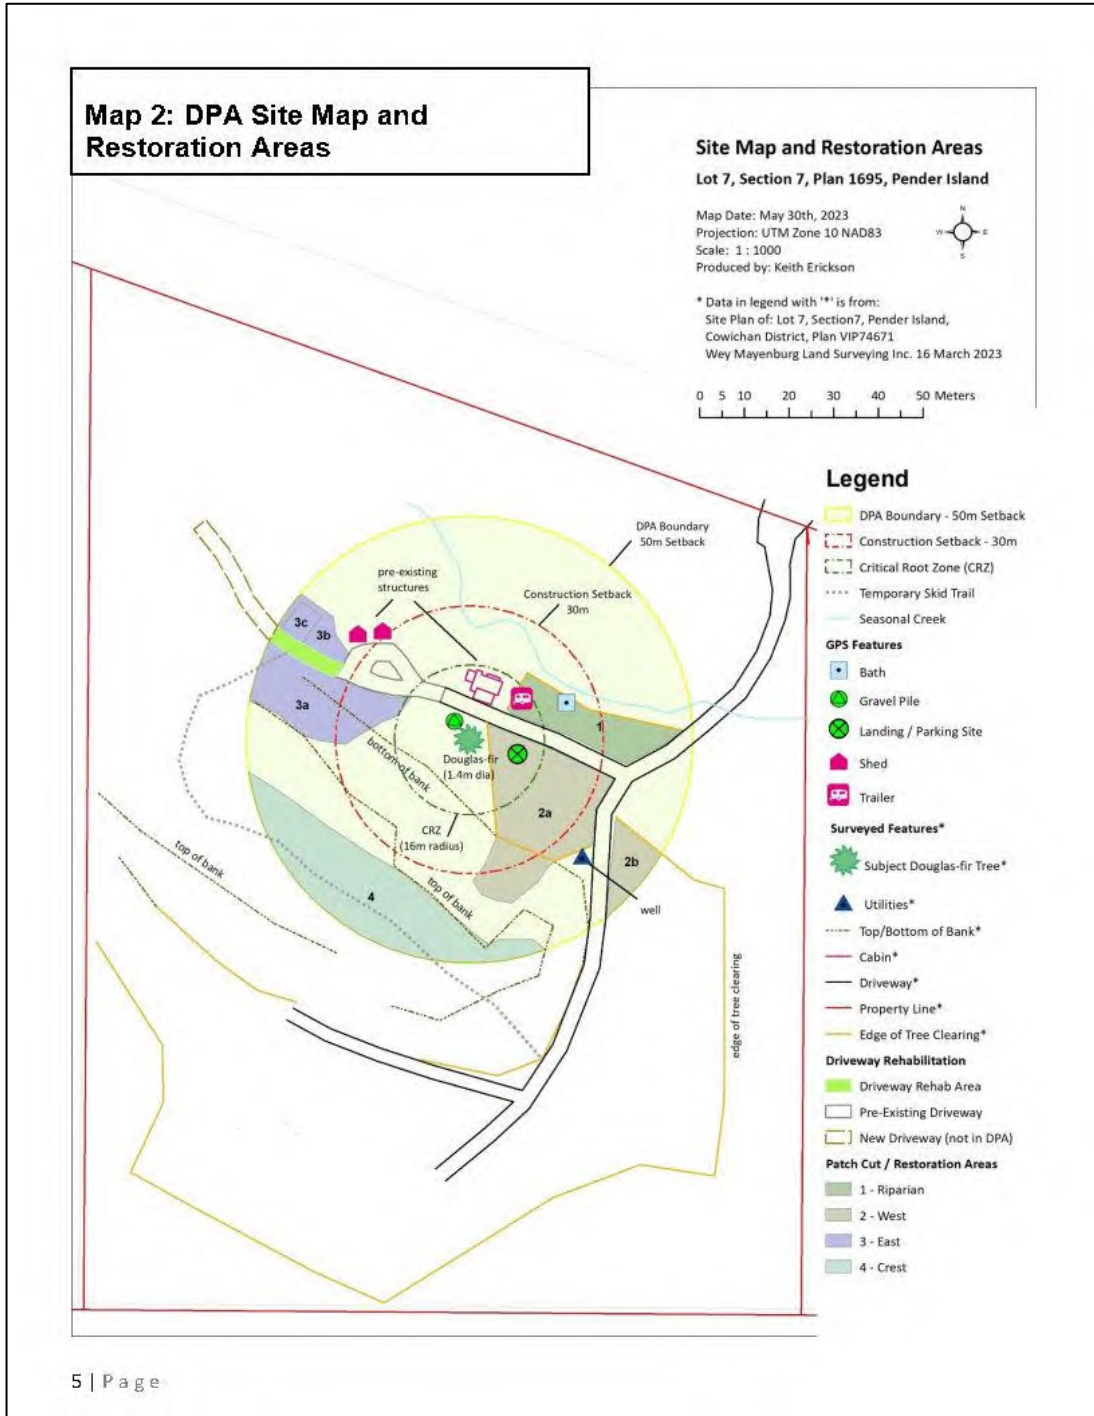 Map 2: DPA Site Map and
Restoration Areas
Site Map and Restoration Areas
Lot 7, Section 7, Plan 1695, Pender Island
Map Date: May 30th, 2023
Projection: UTM Zone 10 NAD83
Scale: 1 : 1000
Produced by: Keith Erickson
N
W E
S
* Data in legend with '*' is from:
Site Plan of: Lot 7, Section7, Pender Island,
Cowichan District, Plan VIP74671
Wey Mayenburg Land Surveying Inc. 16 March 2023
0 5 10 20 30 40 50 Meters
Legend
DPA Boundary - 50m Setback
Construction Setback - 30m
Critical Root Zone (CRZ)
Temporary Skid Trail
Seasonal Creek
GPS Features
Bath
Gravel Pile
Landing / Parking Site
Shed
Trailer
Surveyed Features*
Subject Douglas-fir Tree*
Utilities*
Top/Bottom of Bank*
Cabin*
Driveway*
Property Line*
Edge of Tree Clearing*
Driveway Rehabilitation
Driveway Rehab Area
Pre-Existing Driveway
New Driveway (not in DPA)
Patch Cut / Restoration Areas
1 - Riparian
2 - West
3 - East
4 - Crest
DPA Boundary
50m Setback
pre-existing
structures
Construction Setback
30m
3c
3b
3a
1
bottom of bank
Douglas-fir
(1.4m dia)
2a
CRZ
(16m radius)
2b
top of bank
top of bank
4
well
edge of tree clearing
5 | Page